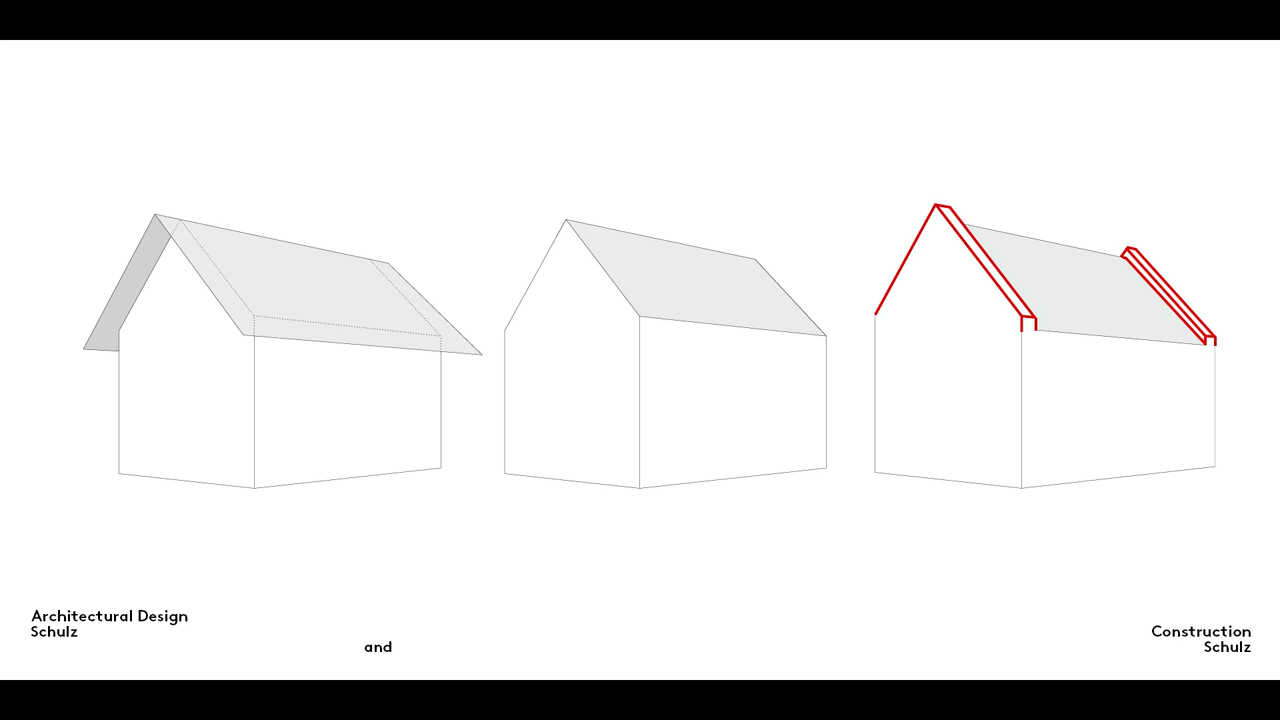 Architectural Design
Schulz
and
Construction
Schulz